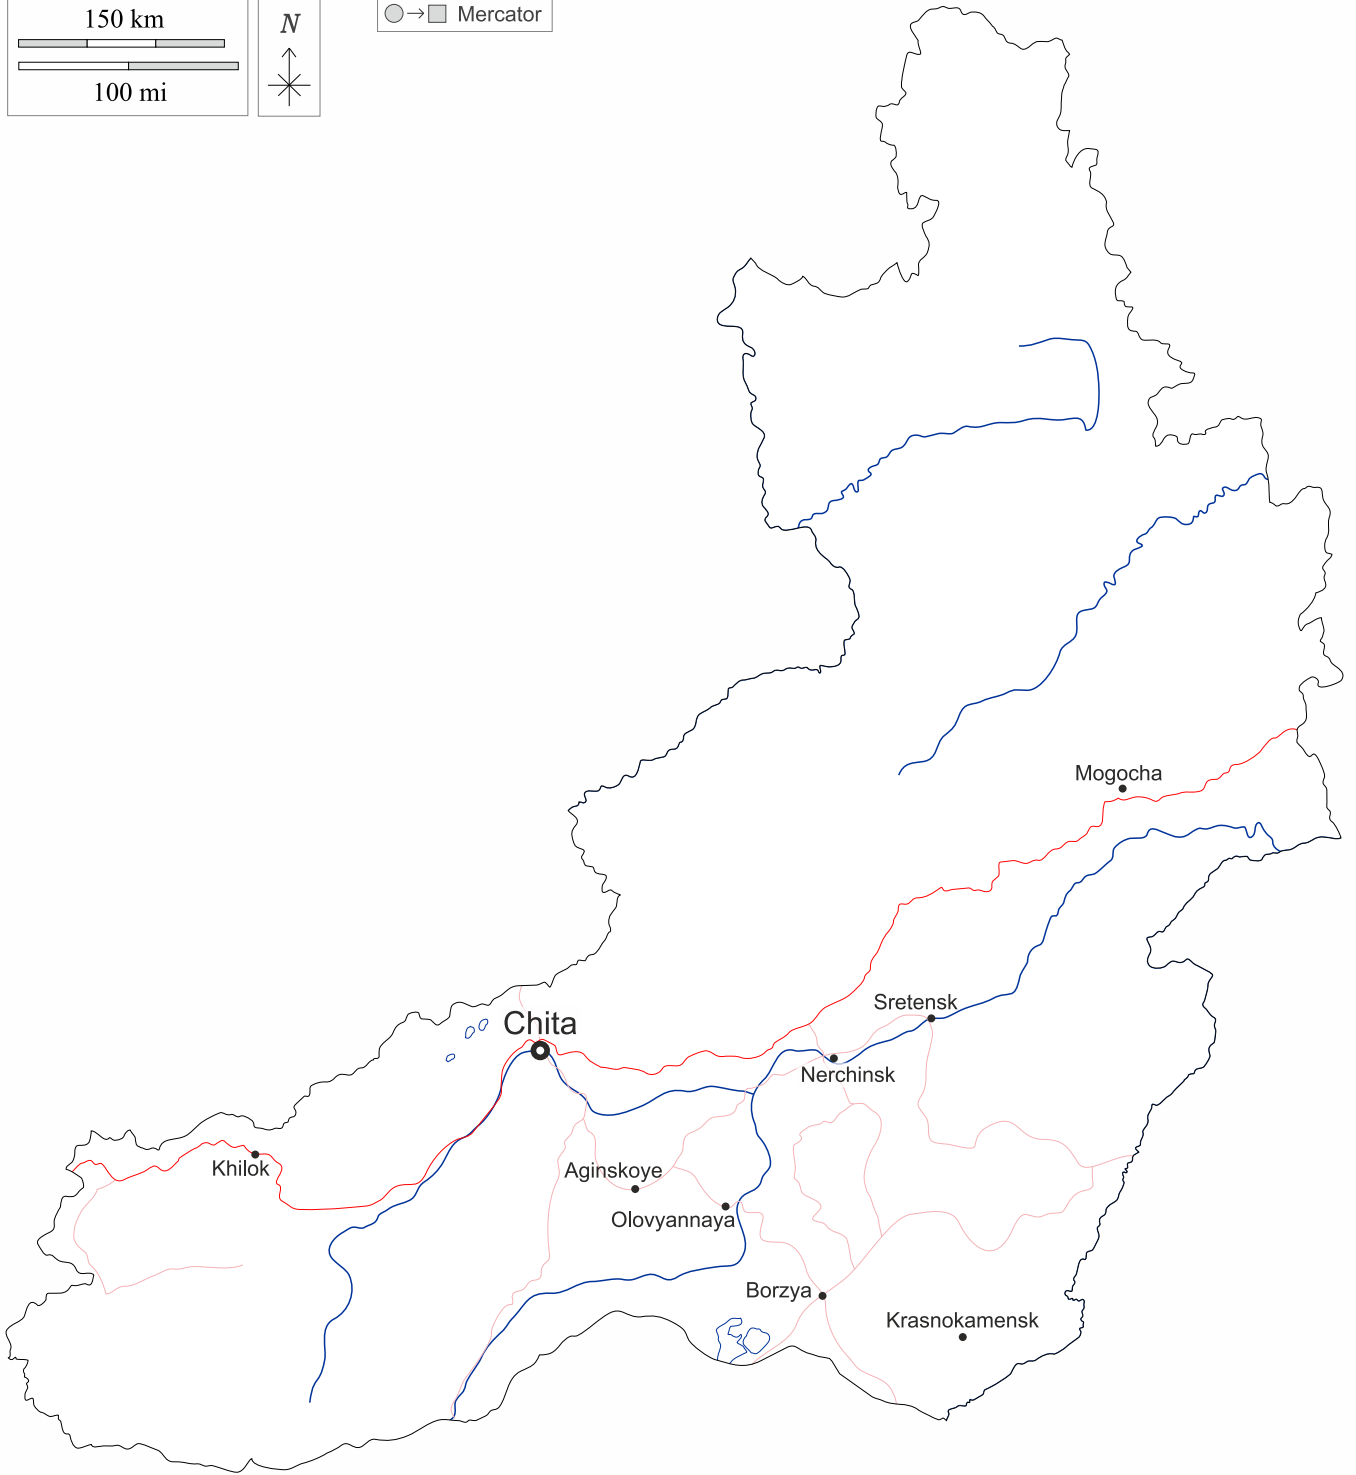 150 km
100 mi
N
Mercator
Mogocha
Sretensk
Chita
Nerchinsk
Khilok
Aginskoye
Olovyannaya
Borzya
Krasnokamensk